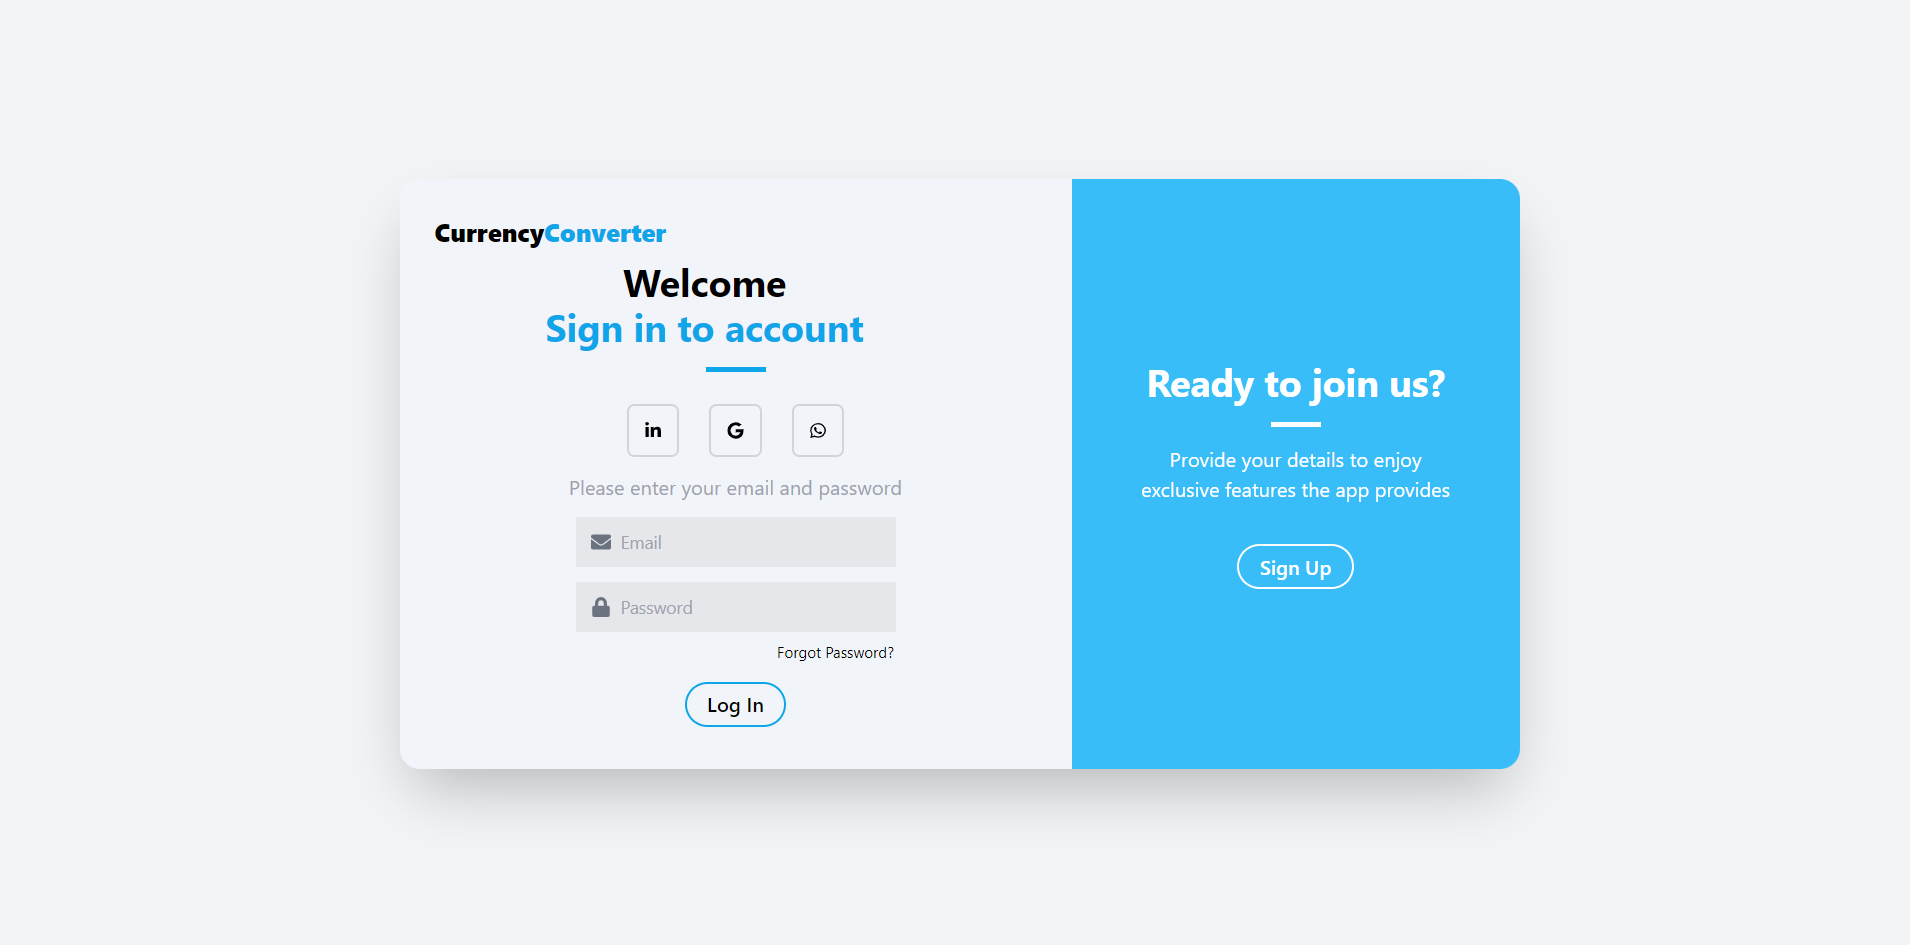 CurrencyConverter
Welcome
Sign in to account
Please enter your email and password
Email
Password
Forgot Password?
Log In
Ready to join us?
Provide your details to enjoy
exclusive features the app provides
Sign Up